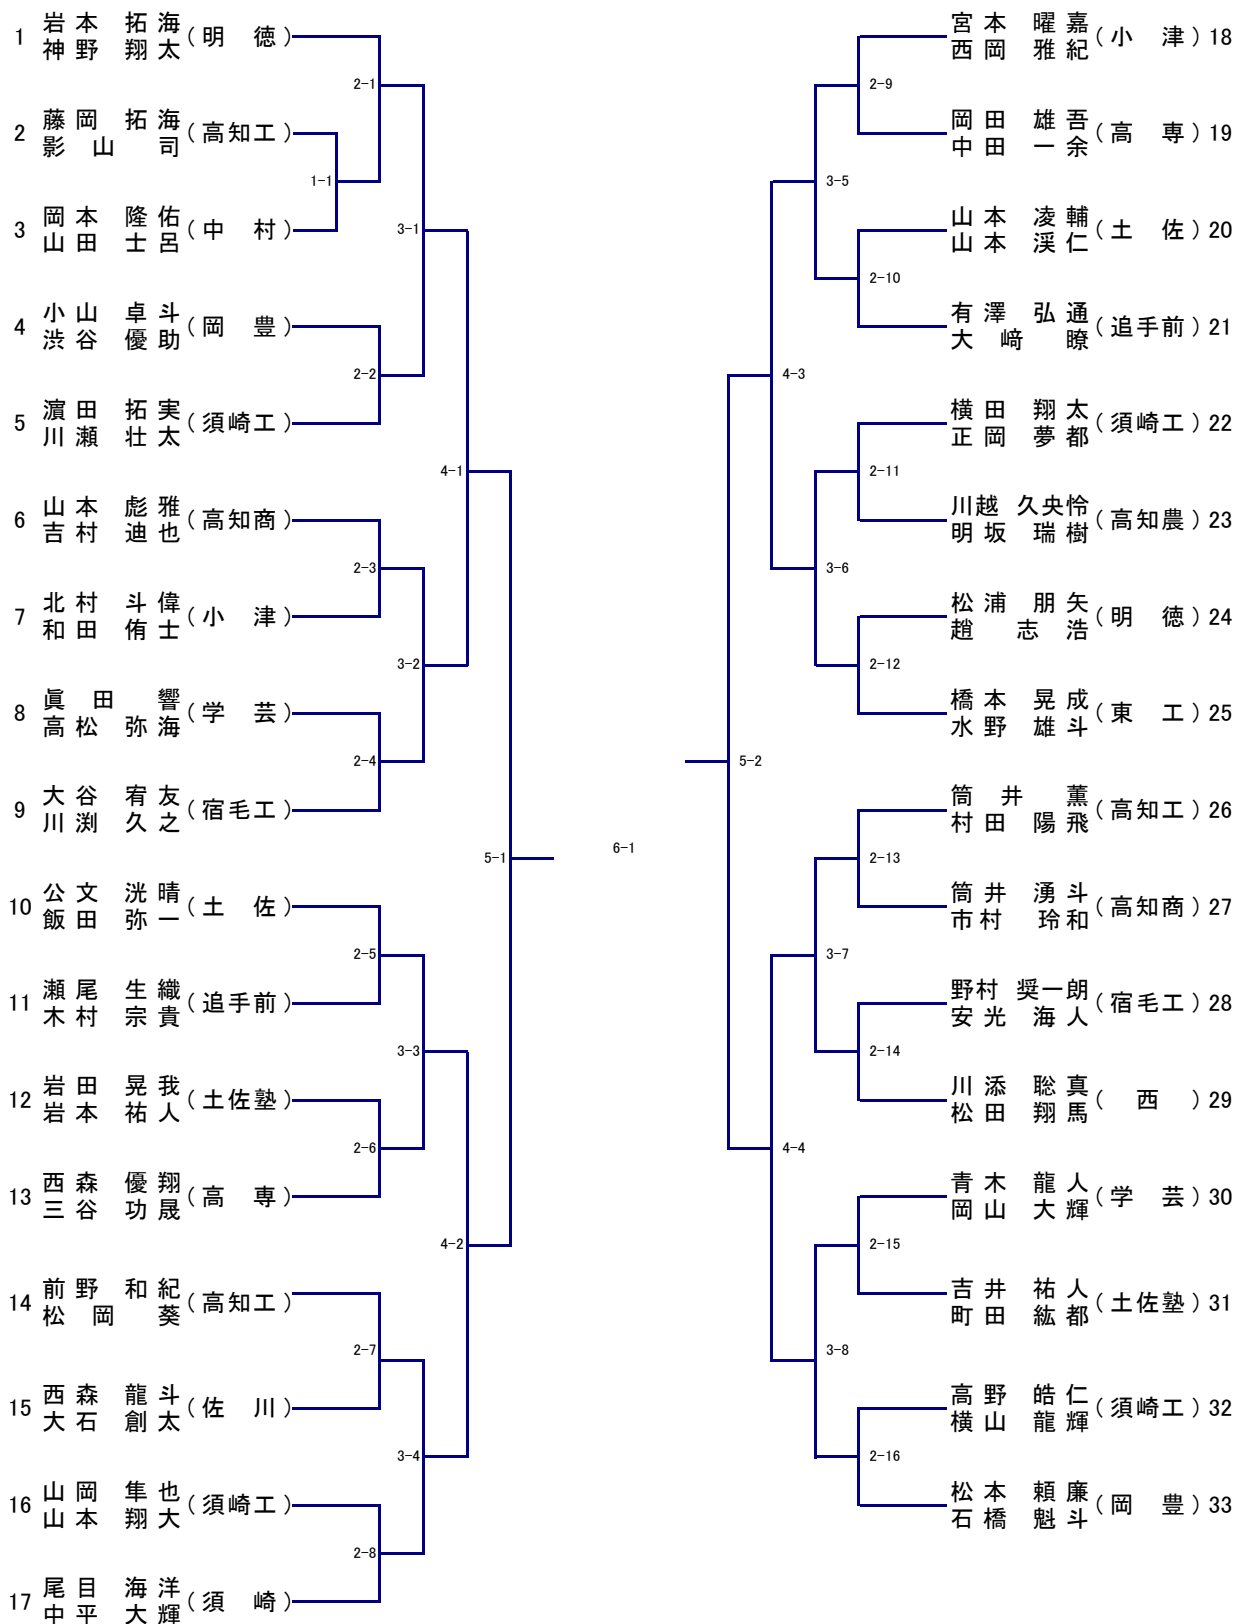 1 岩本 拓海 (明 徳)
神野 翔太
2-1
2 藤岡 拓海 (高知工)
影山 司
1-1
3 岡本 隆佑 (中 村)
山田 士呂
3-1
4 小山 卓斗 (岡 豊)
渋谷 優助
2-2
5 濵田 拓実 (須崎工)
川瀬 壮太
4-1
6 山本 彪雅 (高知商)
吉村 迪也
2-3
7 北村 斗偉 (小 津)
和田 侑士
3-2
8 眞田 響 (学 芸)
高松 弥海
2-4
9 大谷 宥友 (宿毛工)
川渕 久之
5-1
10 公文 洸晴 (土 佐)
飯田 弥一
2-5
11 瀬尾 生織 (追手前)
木村 宗貴
3-3
12 岩田 晃我 (土佐塾)
岩本 祐人
2-6
13 西森 優翔 (高 専)
三谷 功晟
4-2
14 前野 和紀 (高知工)
松岡 葵
2-7
15 西森 龍斗 (佐 川)
大石 創太
3-4
16 山岡 隼也 (須崎工)
山本 翔大
2-8
17 尾目 海洋 (須 崎)
中平 大輝
6-1
宮本 曜嘉 (小 津) 18
西岡 雅紀
2-9
岡田 雄吾 (高 専) 19
中田 一余
3-5
山本 凌輔 (土 佐) 20
山本 渓仁
2-10
有澤 弘通 (追手前) 21
大﨑 瞭
4-3
横田 翔太 (須崎工) 22
正岡 夢都
2-11
川越 久央怜 (高知農) 23
明坂 瑞樹
3-6
松浦 朋矢 (明 徳) 24
趙 志浩
2-12
橋本 晃成 (東 工) 25
水野 雄斗
5-2
筒井 薫 (高知工) 26
村田 陽飛
2-13
筒井 湧斗 (高知商) 27
市村 玲和
3-7
野村 奨一朗 (宿毛工) 28
安光 海人
2-14
川添 聡真 (西) 29
松田 翔馬
4-4
青木 龍人 (学 芸) 30
岡山 大輝
2-15
吉井 祐人 (土佐塾) 31
町田 紘都
3-8
高野 皓仁 (須崎工) 32
横山 龍輝
2-16
松本 頼廉 (岡 豊) 33
石橋 魁斗